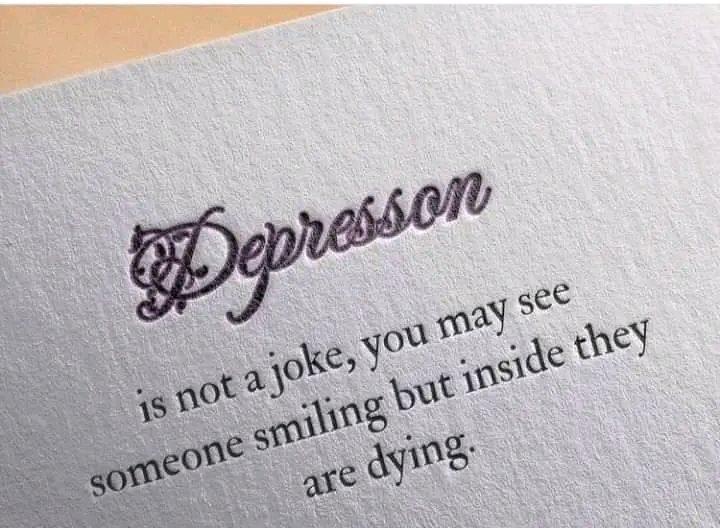 Depresson
is not a joke, you may see
someone smiling but inside they
are dying.